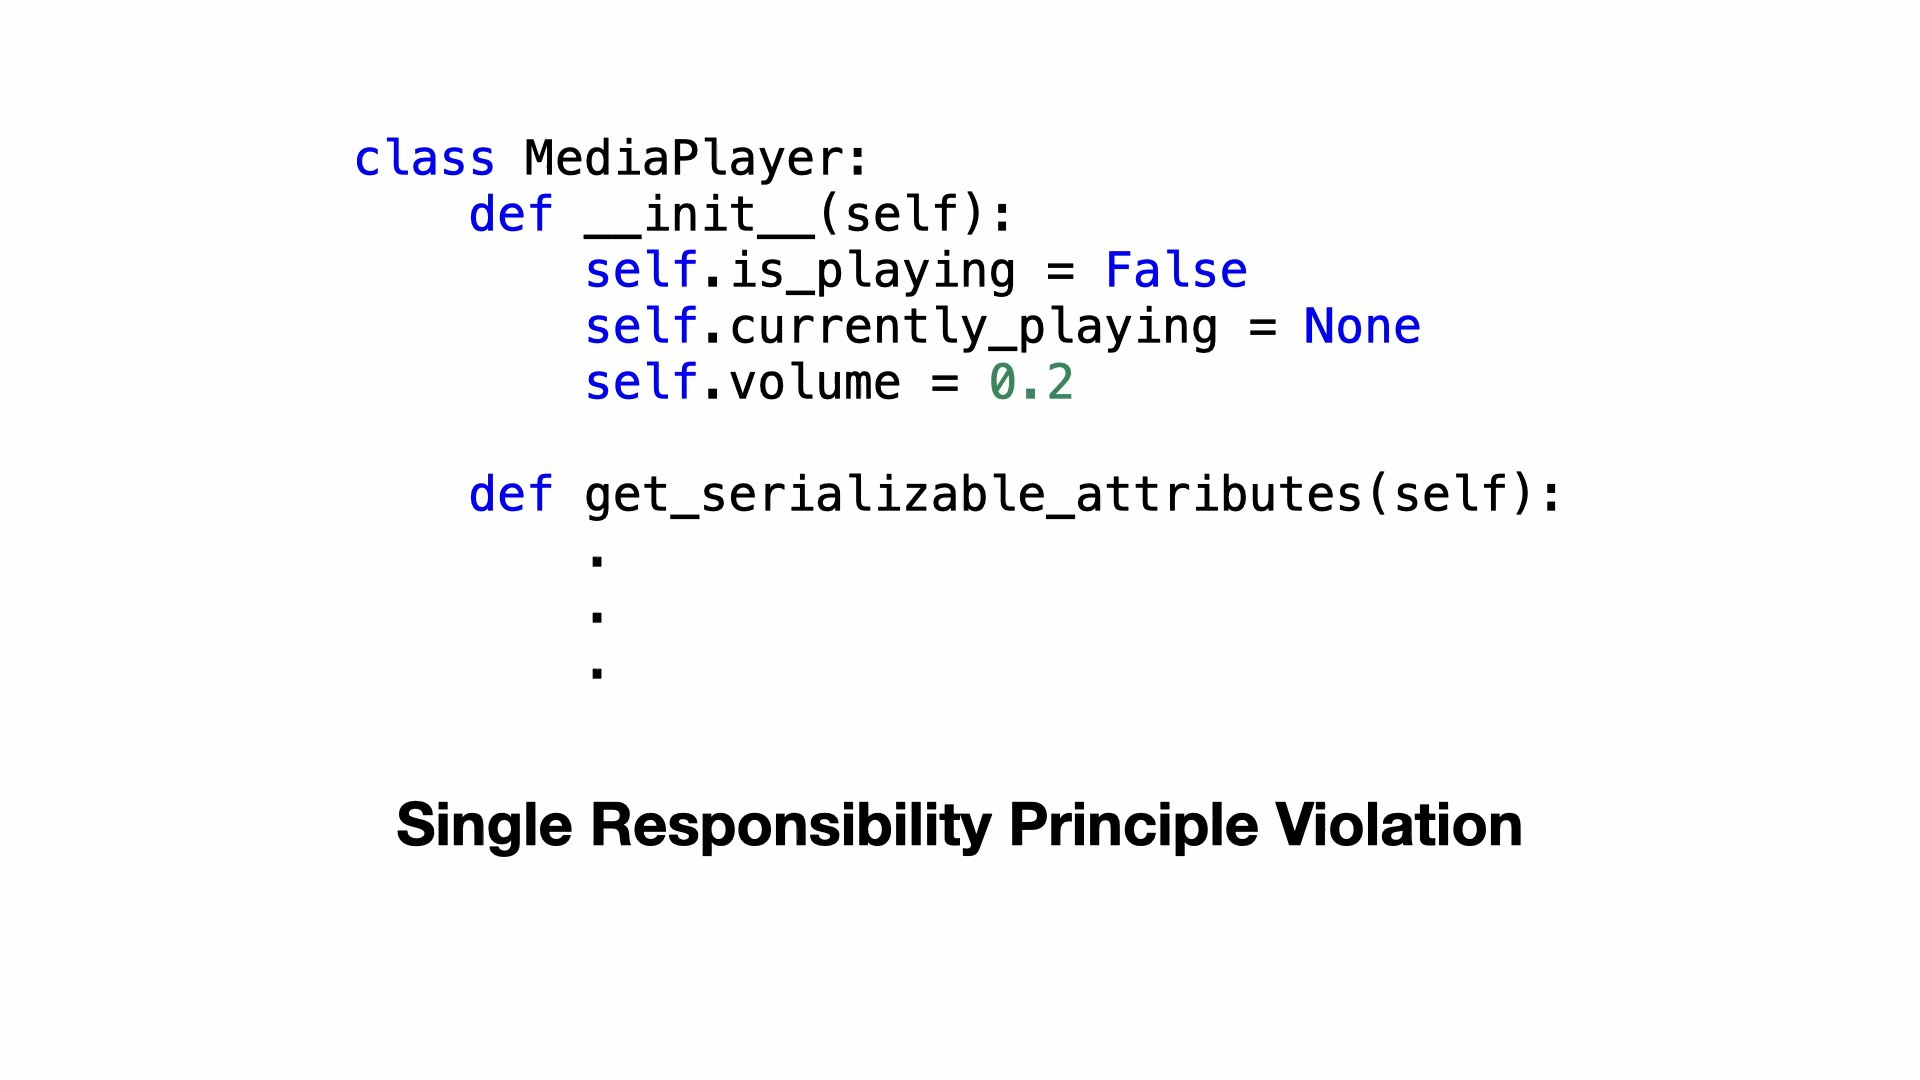 class MediaPlayer:
    def __init__(self):
        self.is_playing = False
        self.currently_playing = None
        self.volume = 0.2

    def get_serializable_attributes(self):
        .
        .
        .

Single Responsibility Principle Violation